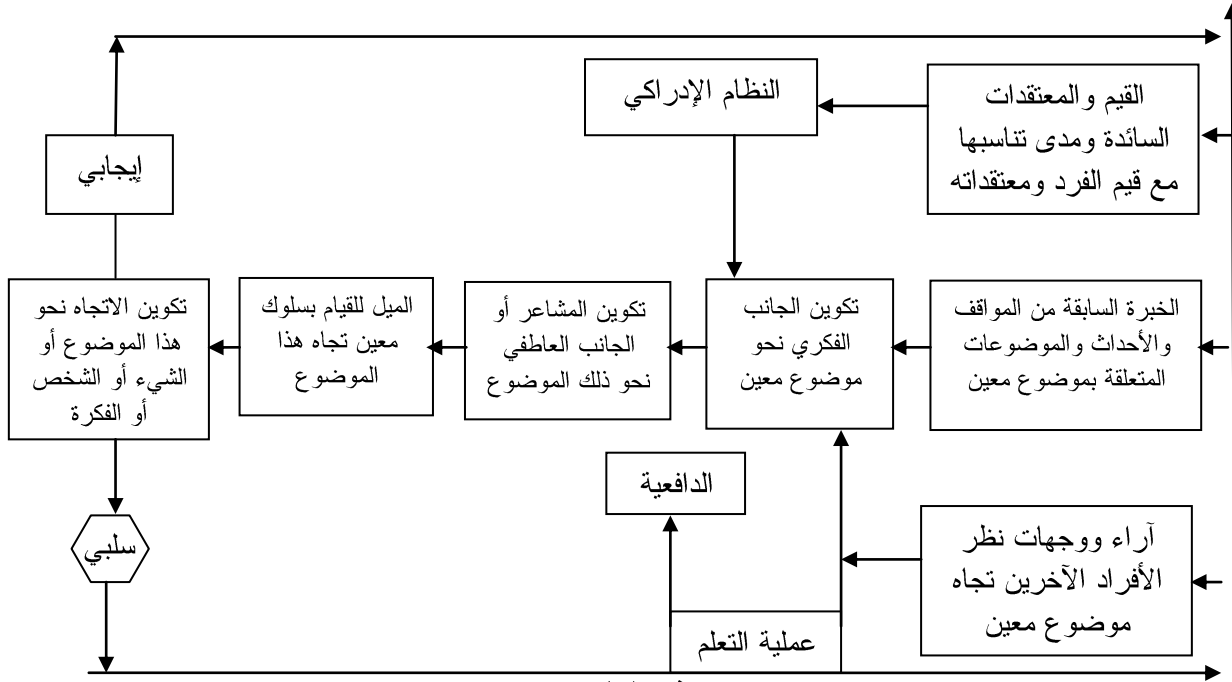 النظام الإدراكي
القيم والمعتقدات
السائدة ومدى تناسبها
مع قيم الفرد ومعتقداته
إيجابي
الخبرة السابقة من المواقف
والأحداث والموضوعات
المتعلقة بموضوع معين
تكوين الجانب
الفكري نحو
موضوع معين
تكوين المشاعر أو
الجانب العاطفي
نحو ذلك الموضوع
الميل للقيام بسلوك
معين تجاه هذا
الموضوع
تكوين الاتجاه نحو
هذا الموضوع أو
الشيء أو الشخص
أو الفكرة
الدافعية
سلبي
آراء ووجهات نظر
الأفراد الآخرين تجاه
موضوع معين
عملية التعلم